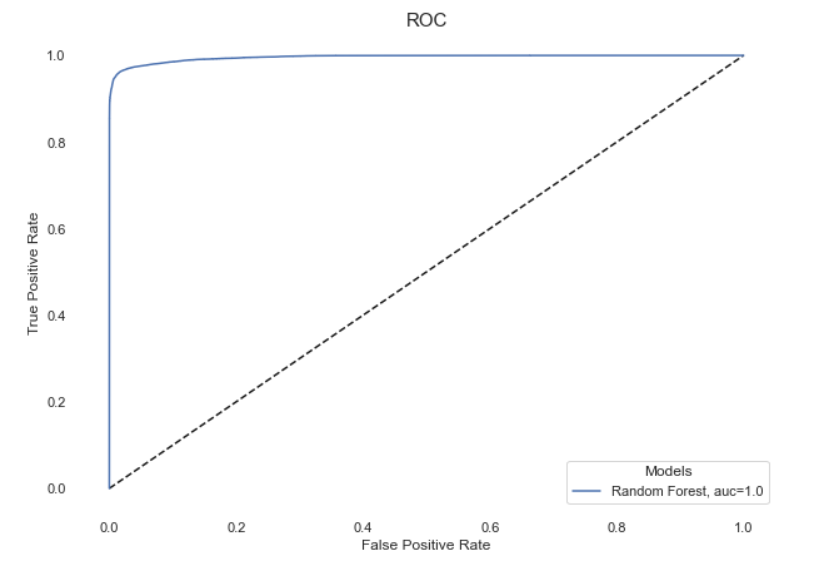 ROC
1.0
0.8
0.6
0.4
0.2
0.0
True Positive Rate
Models
Random Forest, auc=1.0
0.0 0.2 0.4 0.6 0.8 1.0
False Positive Rate